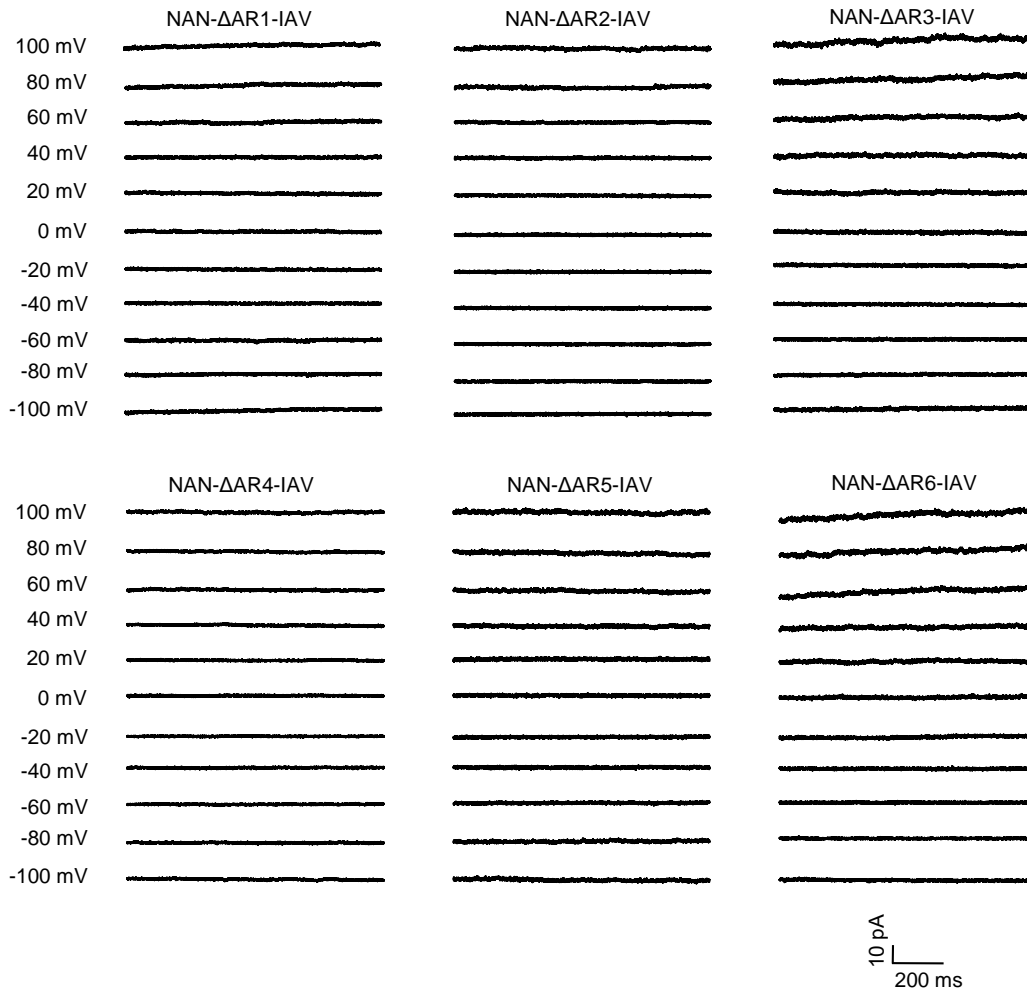 NAN-ΔAR1-IAV NAN-ΔAR2-IAV NAN-ΔAR3-IAV
100 mV
80 mV
60 mV
40 mV
20 mV
0 mV
-20 mV
-40 mV
-60 mV
-80 mV
-100 mV
NAN-ΔAR4-IAV NAN-ΔAR5-IAV NAN-ΔAR6-IAV
100 mV
80 mV
60 mV
40 mV
20 mV
0 mV
-20 mV
-40 mV
-60 mV
-80 mV
-100 mV
10 pA
200 ms